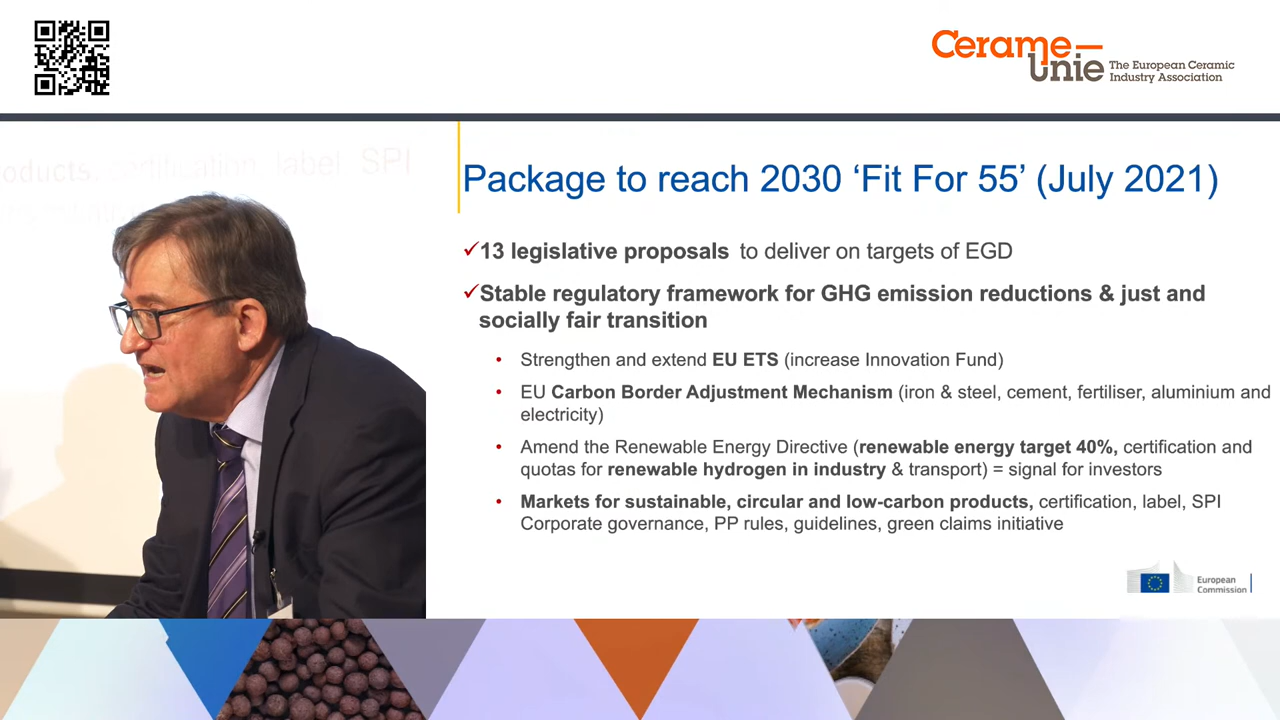 Cerame–
Unie The European Ceramic
Industry Association
oducts, certification, label, SPI
Package to reach 2030 ‘Fit For 55’ (July 2021)
✓13 legislative proposals to deliver on targets of EGD
✓Stable regulatory framework for GHG emission reductions & just and
socially fair transition
• Strengthen and extend EU ETS (increase Innovation Fund)
• EU Carbon Border Adjustment Mechanism (iron & steel, cement, fertiliser, aluminium and
electricity)
• Amend the Renewable Energy Directive (renewable energy target 40%, certification and
quotas for renewable hydrogen in industry & transport) = signal for investors
• Markets for sustainable, circular and low-carbon products, certification, label, SPI
Corporate governance, PP rules, guidelines, green claims initiative
European
Commission